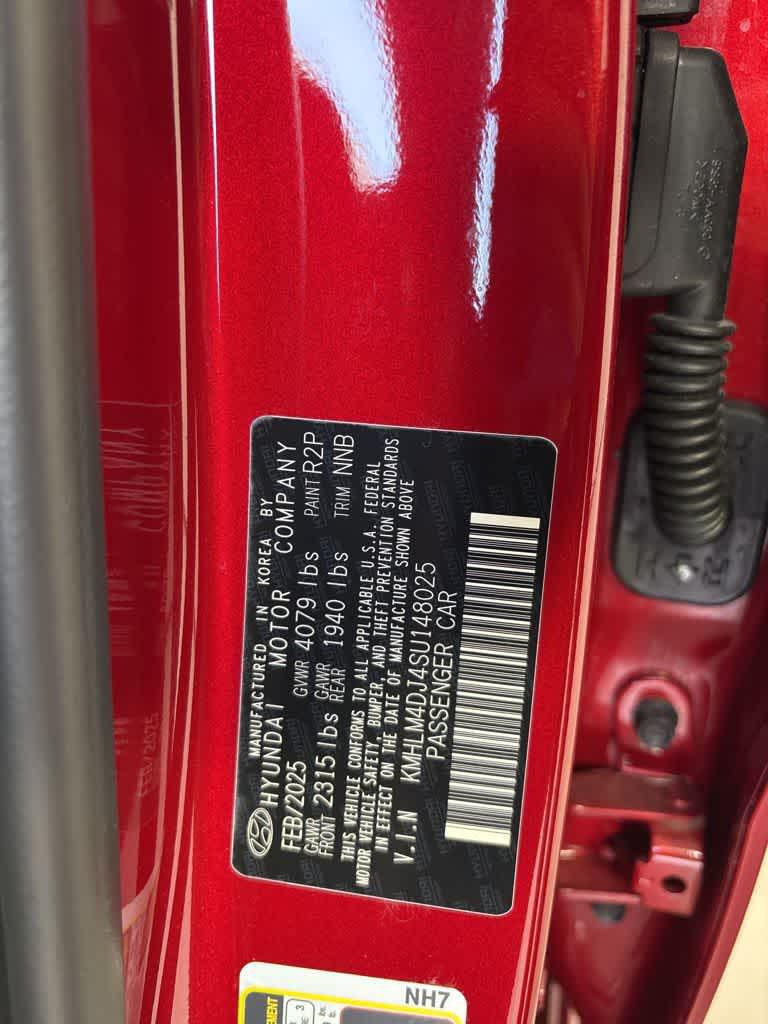 MANUFACTURED IN KOREA BY
HYUNDAI MOTOR COMPANY
FEB/2025 GVWR 4079 lbs PAINT R2P
GAWR FRONT 2315 lbs GAWR REAR 1940 lbs TRIM NNB
THIS VEHICLE CONFORMS TO ALL APPLICABLE U.S.A. FEDERAL
MOTOR VEHICLE SAFETY, BUMPER, AND THEFT PREVENTION STANDARDS
IN EFFECT ON THE DATE OF MANUFACTURE SHOWN ABOVE
V.I.N KMHLM4DJ4SU148025
PASSENGER CAR
NH7